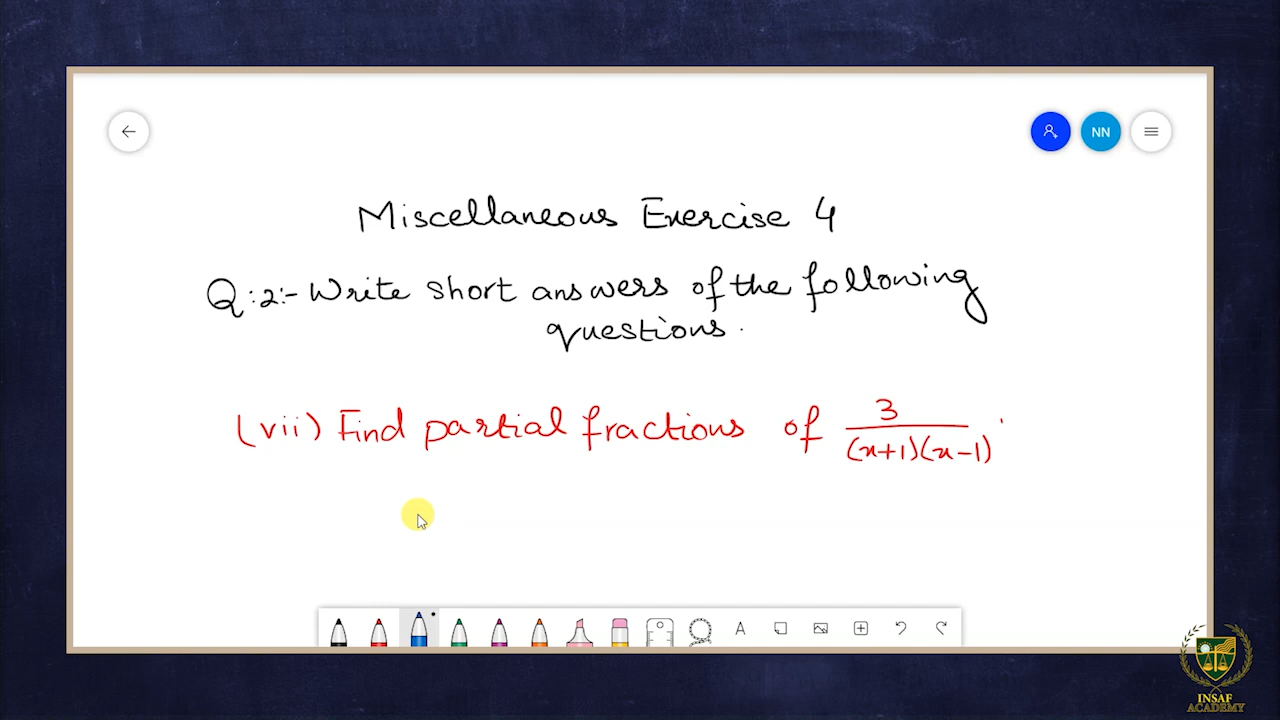 NN
Miscellaneous Exercise 4
Q:2:- Write short answers of the following
questions.
(vii) Find partial fractions of 3/((x+1)(x-1)).
A
INSAF
ACADEMY